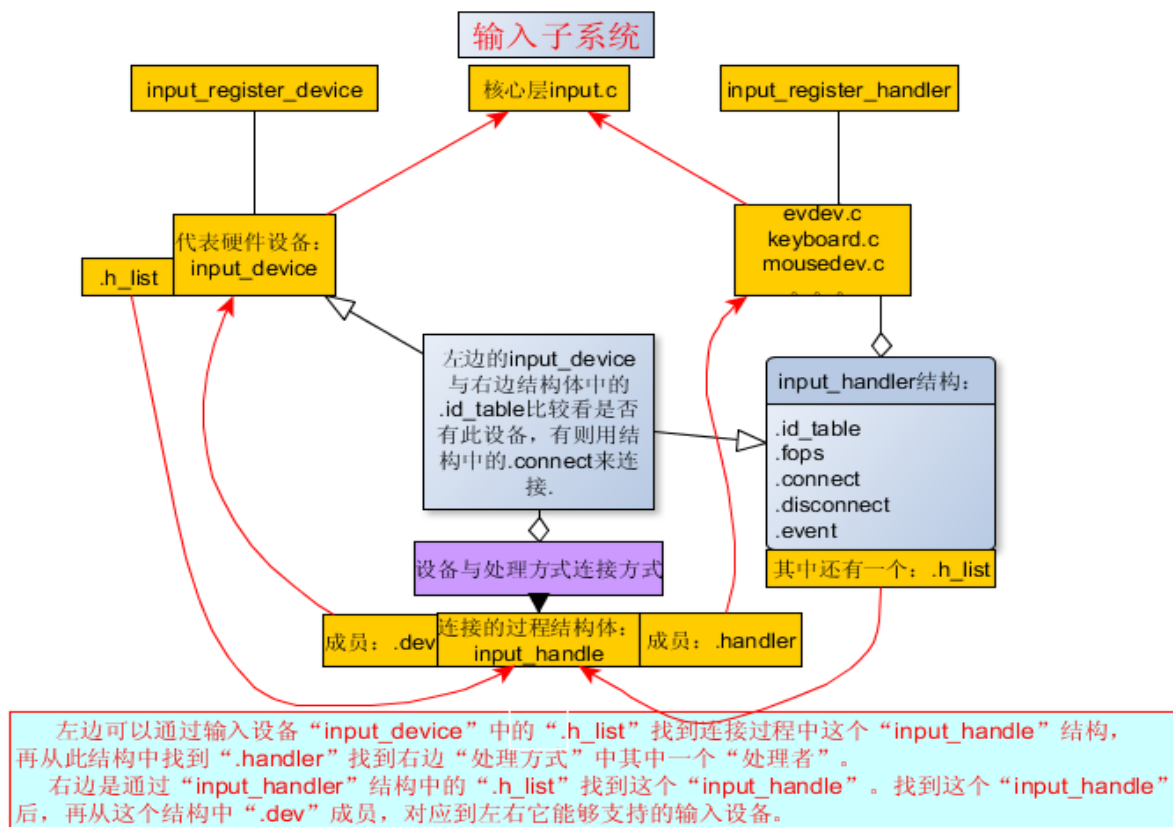 输入子系统
input_register_device
核心层input.c
input_register_handler
代表硬件设备：
input_device
.h_list
evdev.c
keyboard.c
mousedev.c
。。。
左边的input_device
与右边结构体中的
.id_table比较看是否
有此设备，有则用结
构中的.connect来连
接.
input_handler结构：
.id_table
.fops
.connect
.disconnect
.event
其中还有一个：.h_list
设备与处理方式连接方式
成员：.dev
连接的过程结构体：
input_handle
成员：.handler
左边可以通过输入设备“input_device”中的“.h_list”找到连接过程中这个“input_handle”结构，
再从此结构中找到“.handler”找到右边“处理方式”中其中一个“处理者”。
右边是通过“input_handler”结构中的“.h_list”找到这个“input_handle”。找到这个“input_handle”
后，再从这个结构中“.dev”成员，对应到左右它能够支持的输入设备。